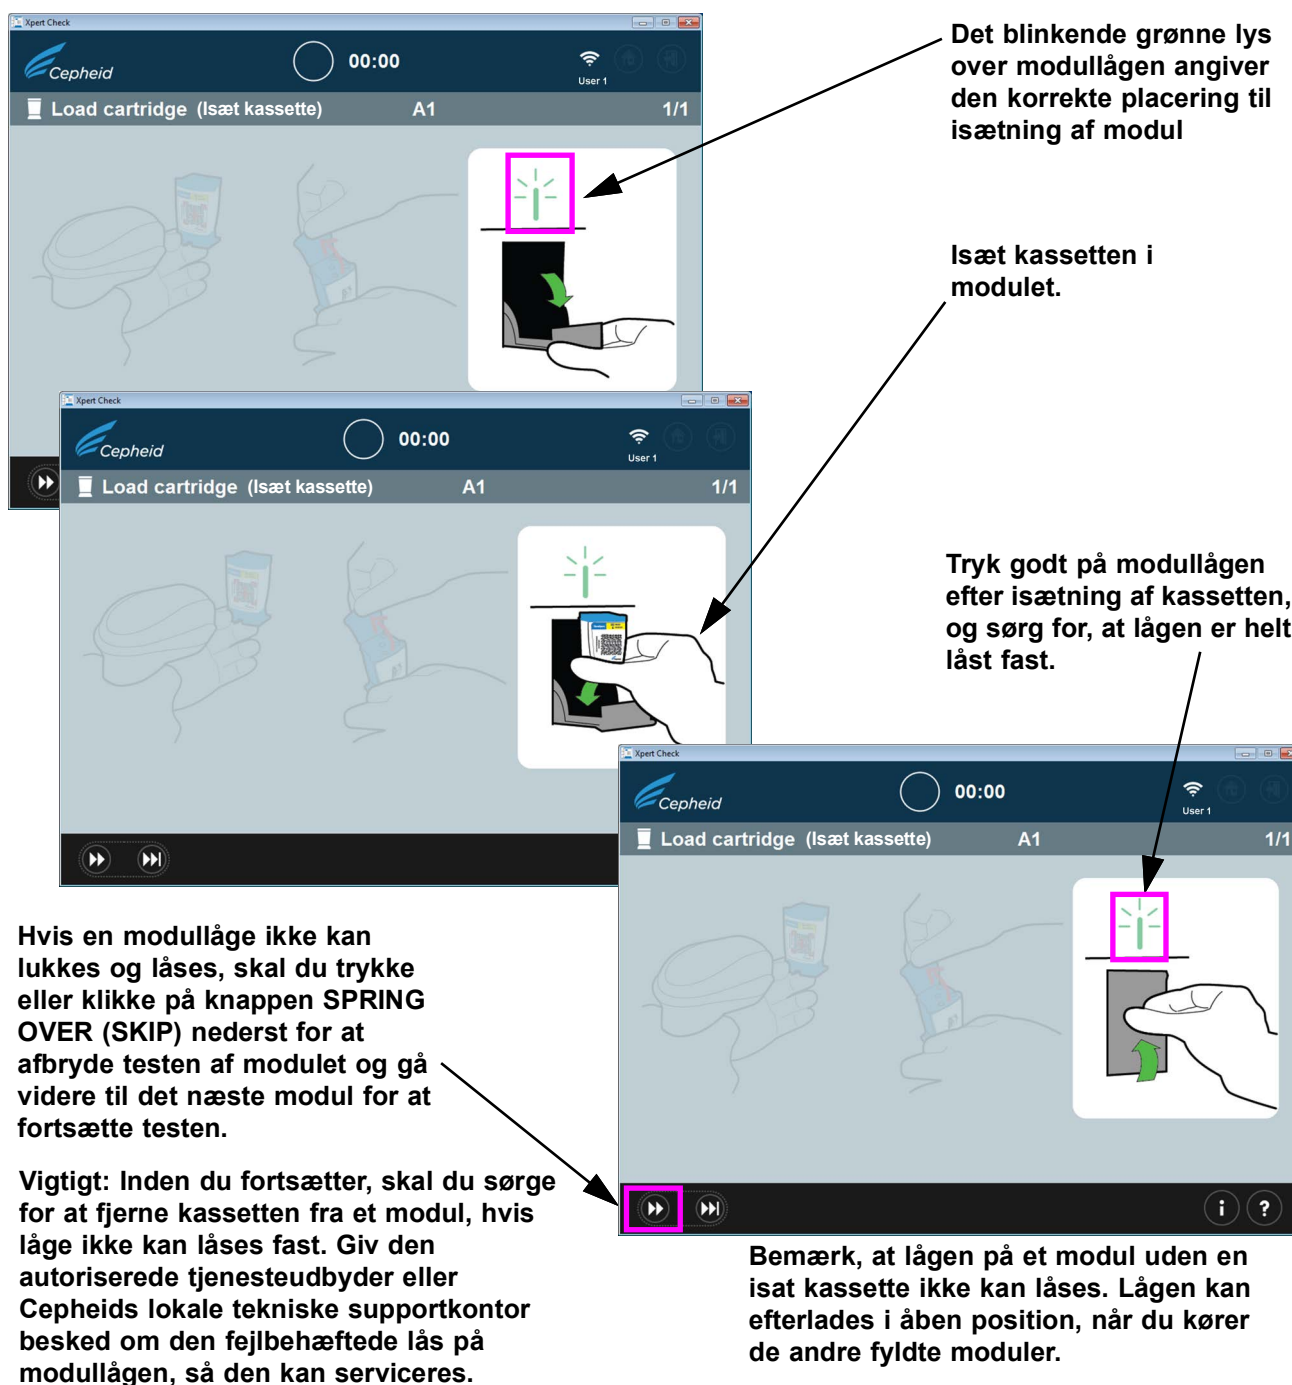 Xpert Check
Cepheid
00:00
User 1
Load cartridge (Isæt kassette) A1 1/1
Det blinkende grønne lys
over modullågen angiver
den korrekte placering til
isætning af modul
Isæt kassetten i
modulet.
Xpert Check
Cepheid
00:00
User 1
Load cartridge (Isæt kassette) A1 1/1
Tryk godt på modullågen
efter isætning af kassetten,
og sørg for, at lågen er helt
låst fast.
Xpert Check
Cepheid
00:00
User 1
Load cartridge (Isæt kassette) A1 1/1
Hvis en modullåge ikke kan
lukkes og låses, skal du trykke
eller klikke på knappen SPRING
OVER (SKIP) nederst for at
afbryde testen af modulet og gå
videre til det næste modul for at
fortsætte testen.
Vigtigt: Inden du fortsætter, skal du sørge
for at fjerne kassetten fra et modul, hvis
låge ikke kan låses fast. Giv den
autoriserede tjenesteudbyder eller
Cepheids lokale tekniske supportkontor
besked om den fejlbehæftede lås på
modullågen, så den kan serviceres.
i ?
Bemærk, at lågen på et modul uden en
isat kassette ikke kan låses. Lågen kan
efterlades i åben position, når du kører
de andre fyldte moduler.